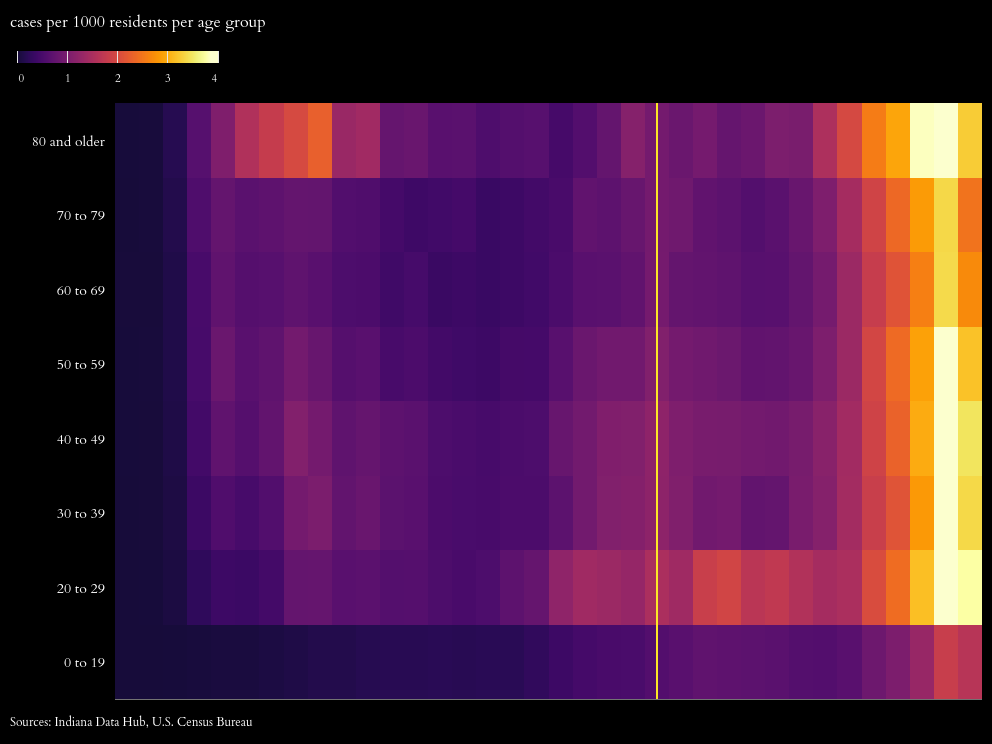 cases per 1000 residents per age group
0 1 2 3 4
80 and older
70 to 79
60 to 69
50 to 59
40 to 49
30 to 39
20 to 29
0 to 19
Sources: Indiana Data Hub, U.S. Census Bureau